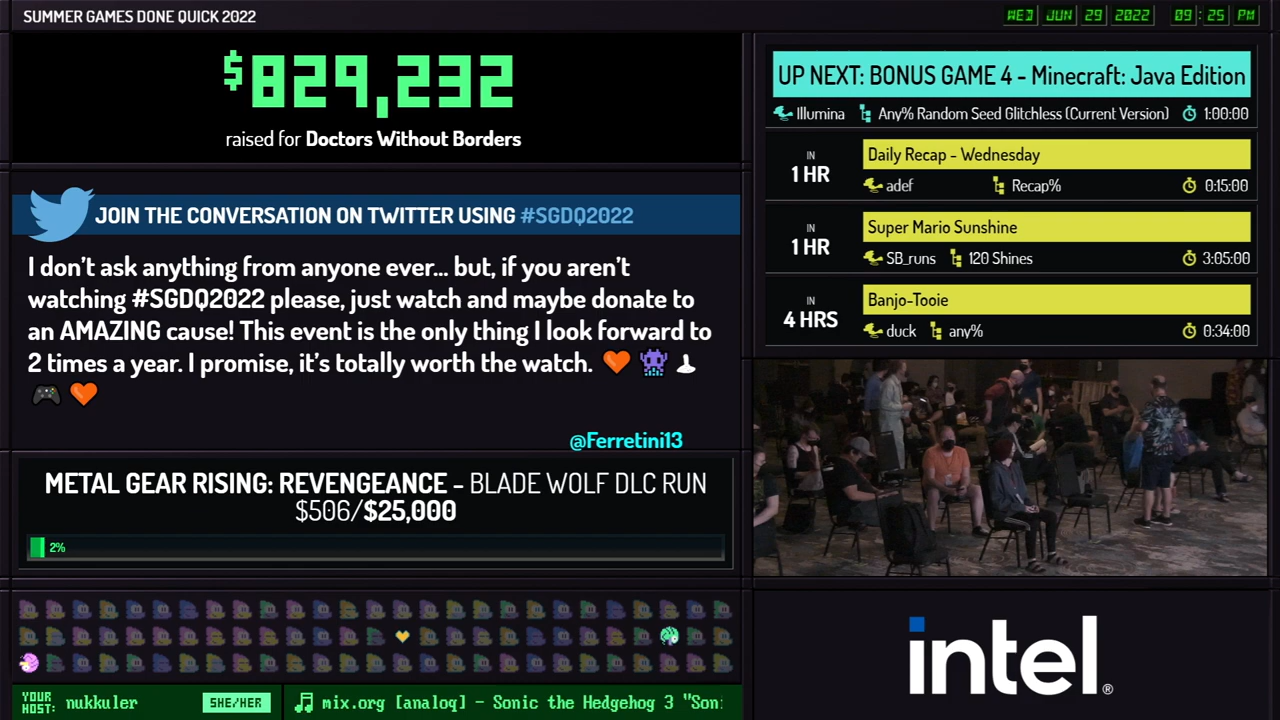 SUMMER GAMES DONE QUICK 2022
WED JUN 29 2022 09:25 PM
$829,232
raised for Doctors Without Borders
JOIN THE CONVERSATION ON TWITTER USING #SGDQ2022
I don't ask anything from anyone ever... but, if you aren't
watching #SGDQ2022 please, just watch and maybe donate to
an AMAZING cause! This event is the only thing I look forward to
2 times a year. I promise, it's totally worth the watch. 🧡 👾 🕹
🎮 🧡
@Ferretini13
METAL GEAR RISING: REVENGEANCE - BLADE WOLF DLC RUN
$506/$25,000
2%
UP NEXT: BONUS GAME 4 - Minecraft: Java Edition
Illumina Any% Random Seed Glitchless (Current Version) 1:00:00
IN
1 HR
Daily Recap - Wednesday
adef Recap% 0:15:00
IN
1 HR
Super Mario Sunshine
SB_runs 120 Shines 3:05:00
IN
4 HRS
Banjo-Tooie
duck any% 0:34:00
intel®
YOUR
HOST: nukkuler SHE/HER
mix.org [analoq] - Sonic the Hedgehog 3 "Son